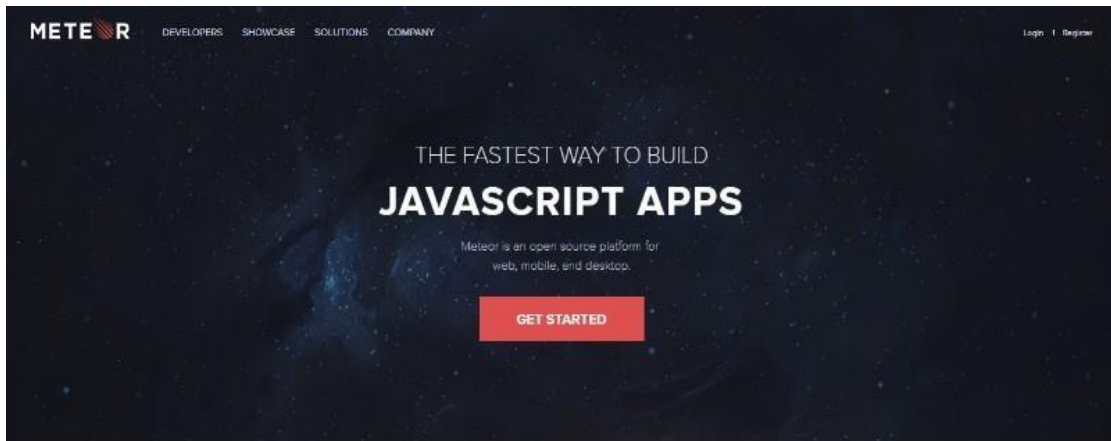 METEOR DEVELOPERS SHOWCASE SOLUTIONS COMPANY Login | Register
THE FASTEST WAY TO BUILD
JAVASCRIPT APPS
Meteor is an open source platform for
web, mobile, and desktop.
GET STARTED